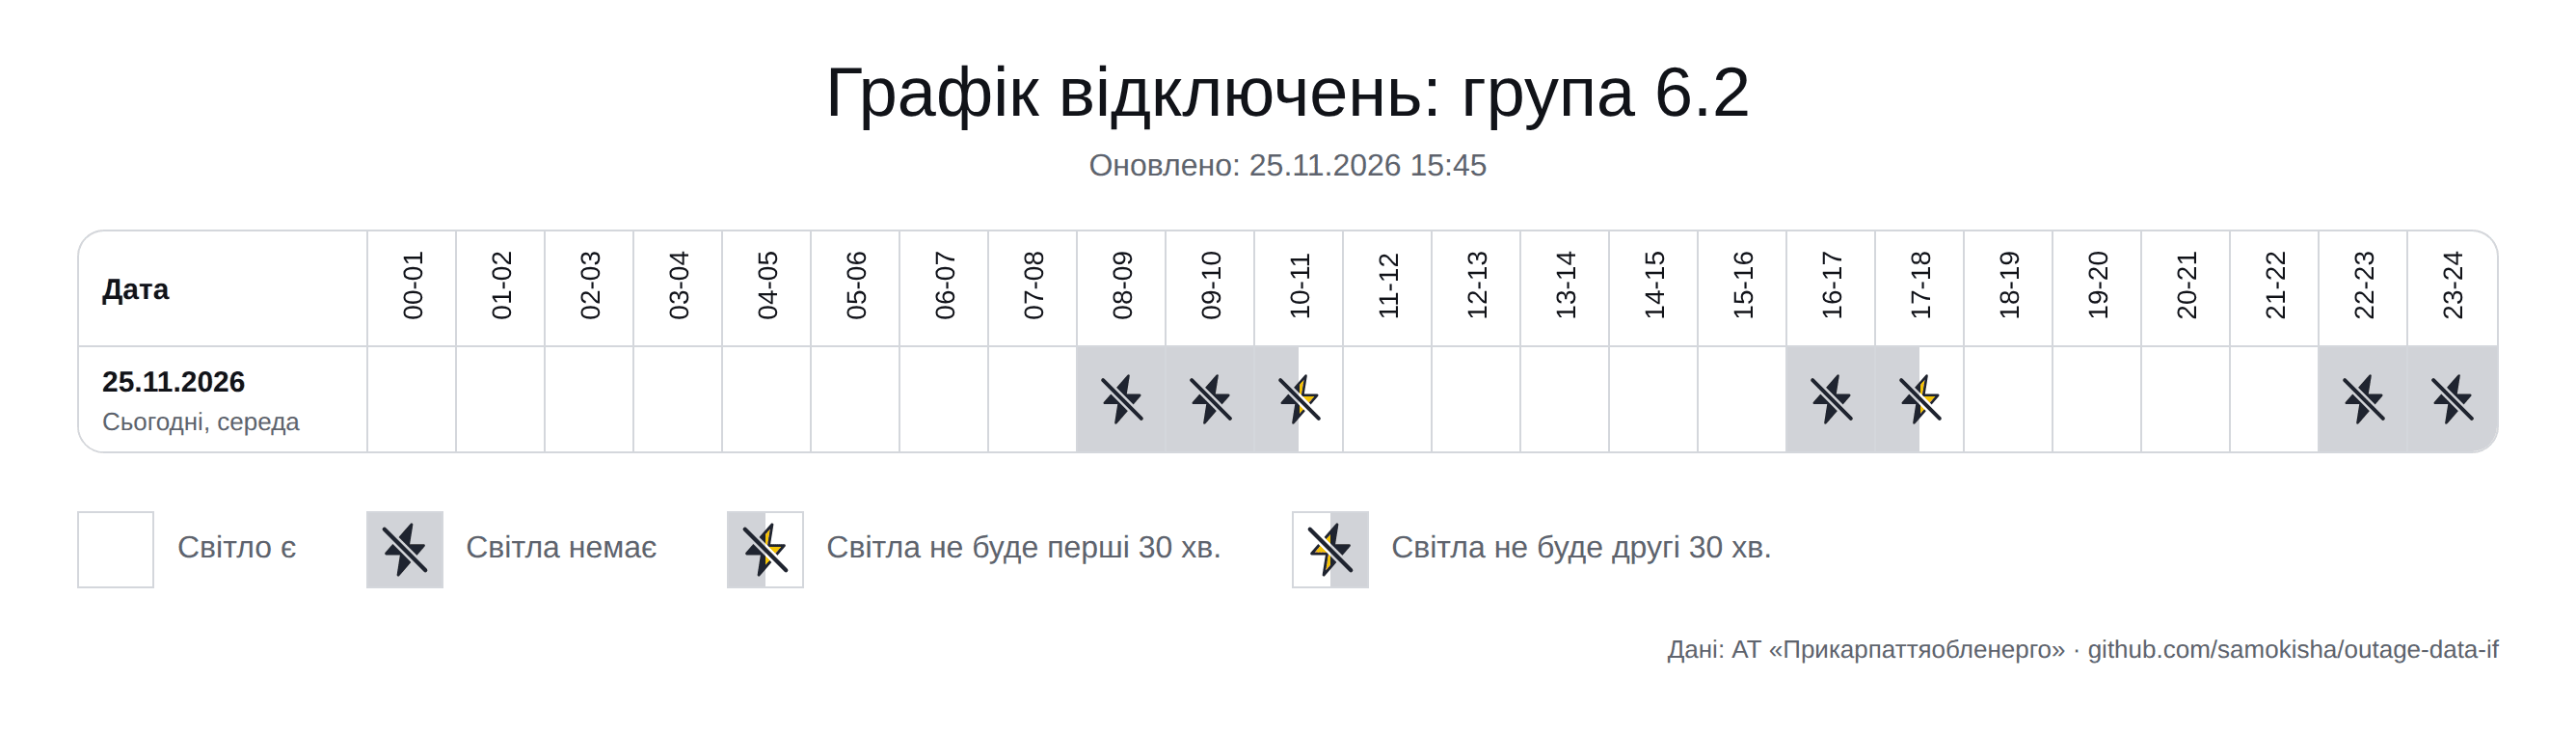 Графік відключень: група 6.2
Оновлено: 25.11.2026 15:45
Дата 00-01 01-02 02-03 03-04 04-05 05-06 06-07 07-08 08-09 09-10 10-11 11-12 12-13 13-14 14-15 15-16 16-17 17-18 18-19 19-20 20-21 21-22 22-23 23-24
25.11.2026
Сьогодні, середа
Світло є Світла немає Світла не буде перші 30 хв. Світла не буде другі 30 хв.
Дані: АТ «Прикарпаттяобленерго» · github.com/samokisha/outage-data-if